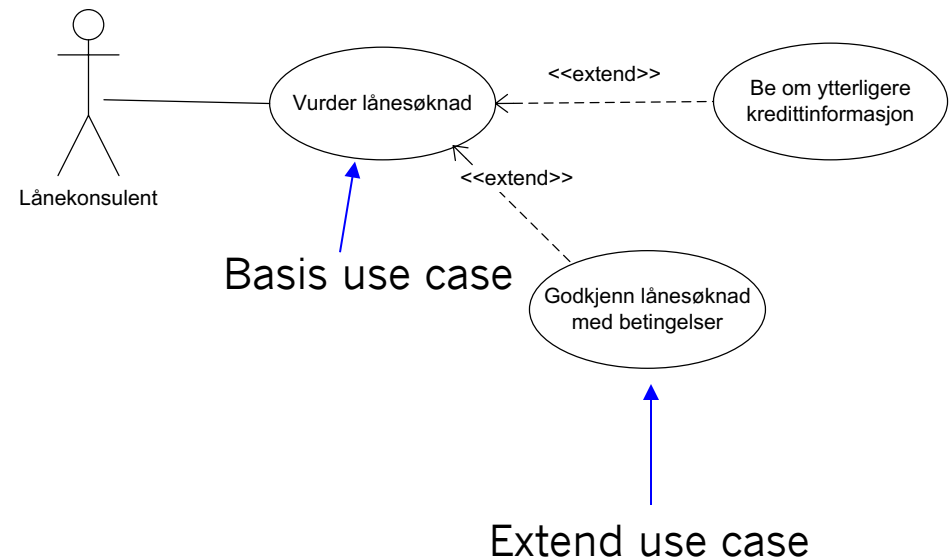 <<extend>>
Be om ytterligere
kredittinformasjon
Vurder lånesøknad
Lånekonsulent
<<extend>>
Basis use case
Godkjenn lånesøknad
med betingelser
Extend use case